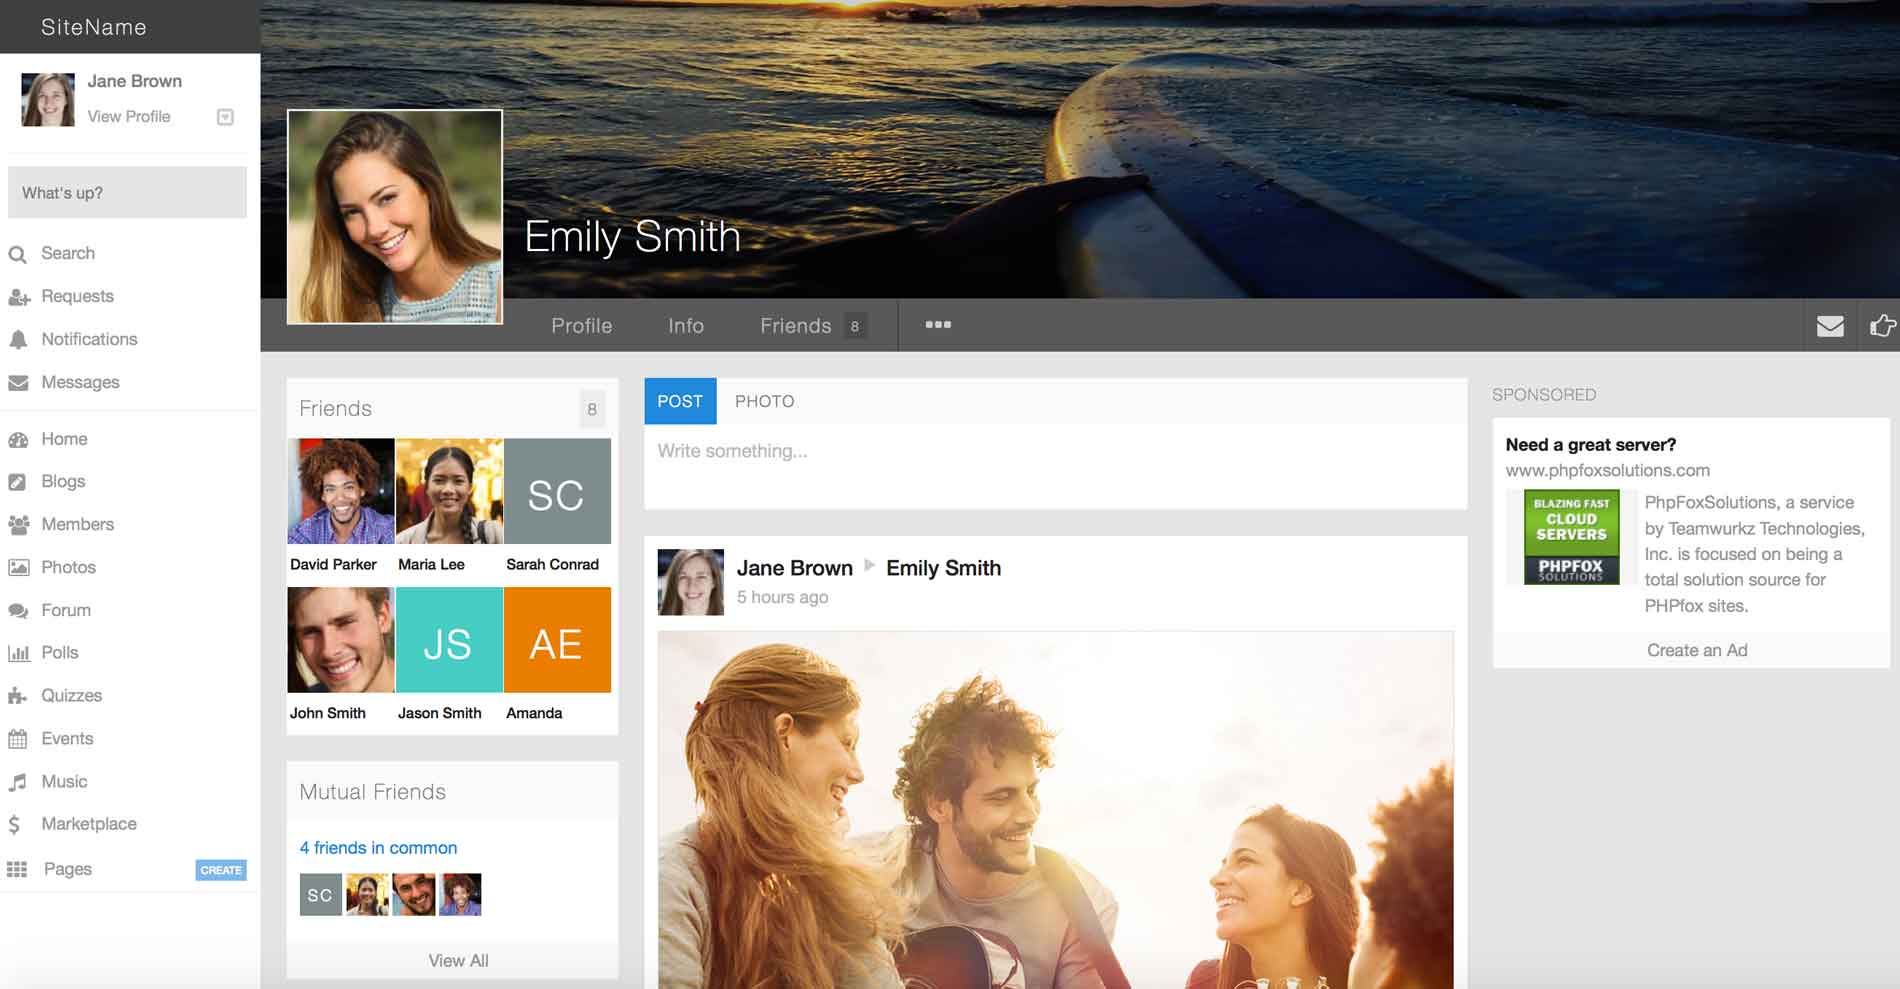 SiteName
Jane Brown
View Profile
What's up?
Search
Requests
Notifications
Messages
Home
Blogs
Members
Photos
Forum
Polls
Quizzes
Events
Music
Marketplace
Pages
CREATE
Emily Smith
Profile
Info
Friends 8
Friends
8
SC
David Parker
Maria Lee
Sarah Conrad
JS
AE
John Smith
Jason Smith
Amanda
Mutual Friends
4 friends in common
SC
View All
POST
PHOTO
Write something...
Jane Brown
Emily Smith
5 hours ago
SPONSORED
Need a great server?
www.phpfoxsolutions.com
BLAZING FAST
CLOUD
SERVERS
PHPFOX
SOLUTIONS
PhpFoxSolutions, a service
by Teamwurkz Technologies,
Inc. is focused on being a
total solution source for
PHPfox sites.
Create an Ad